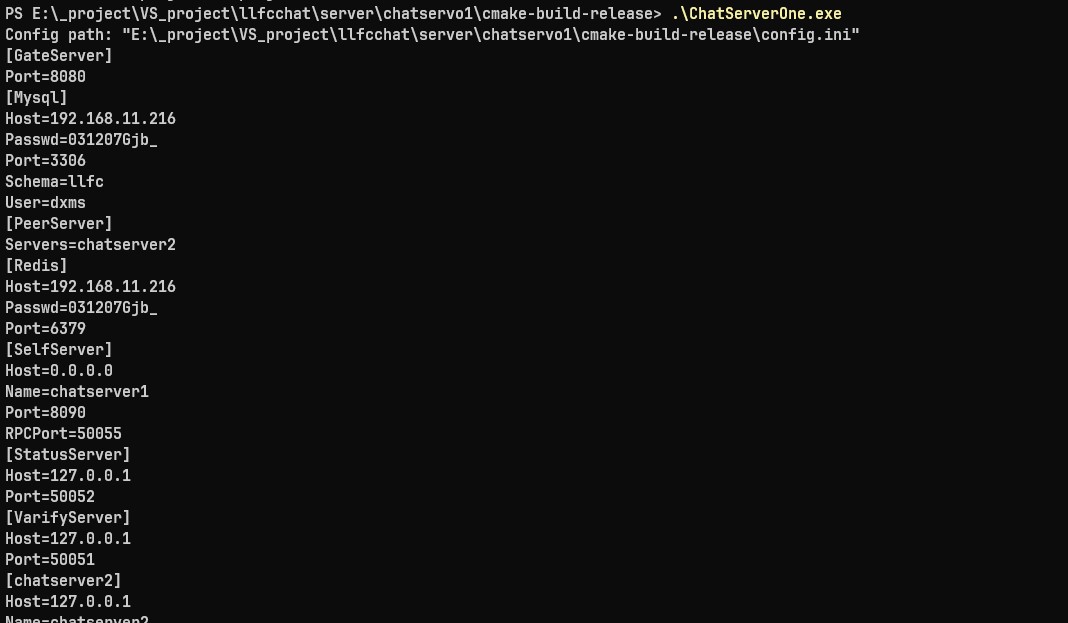 PS E:\_project\VS_project\llfcchat\server\chatservo1\cmake-build-release> .\ChatServerOne.exe
Config path: "E:\_project\VS_project\llfcchat\server\chatservo1\cmake-build-release\config.ini"
[GateServer]
Port=8080
[Mysql]
Host=192.168.11.216
Passwd=031207Gjb_
Port=3306
Schema=llfc
User=dxms
[PeerServer]
Servers=chatserver2
[Redis]
Host=192.168.11.216
Passwd=031207Gjb_
Port=6379
[SelfServer]
Host=0.0.0.0
Name=chatserver1
Port=8090
RPCPort=50055
[StatusServer]
Host=127.0.0.1
Port=50052
[VarifyServer]
Host=127.0.0.1
Port=50051
[chatserver2]
Host=127.0.0.1
Name=chatserver2